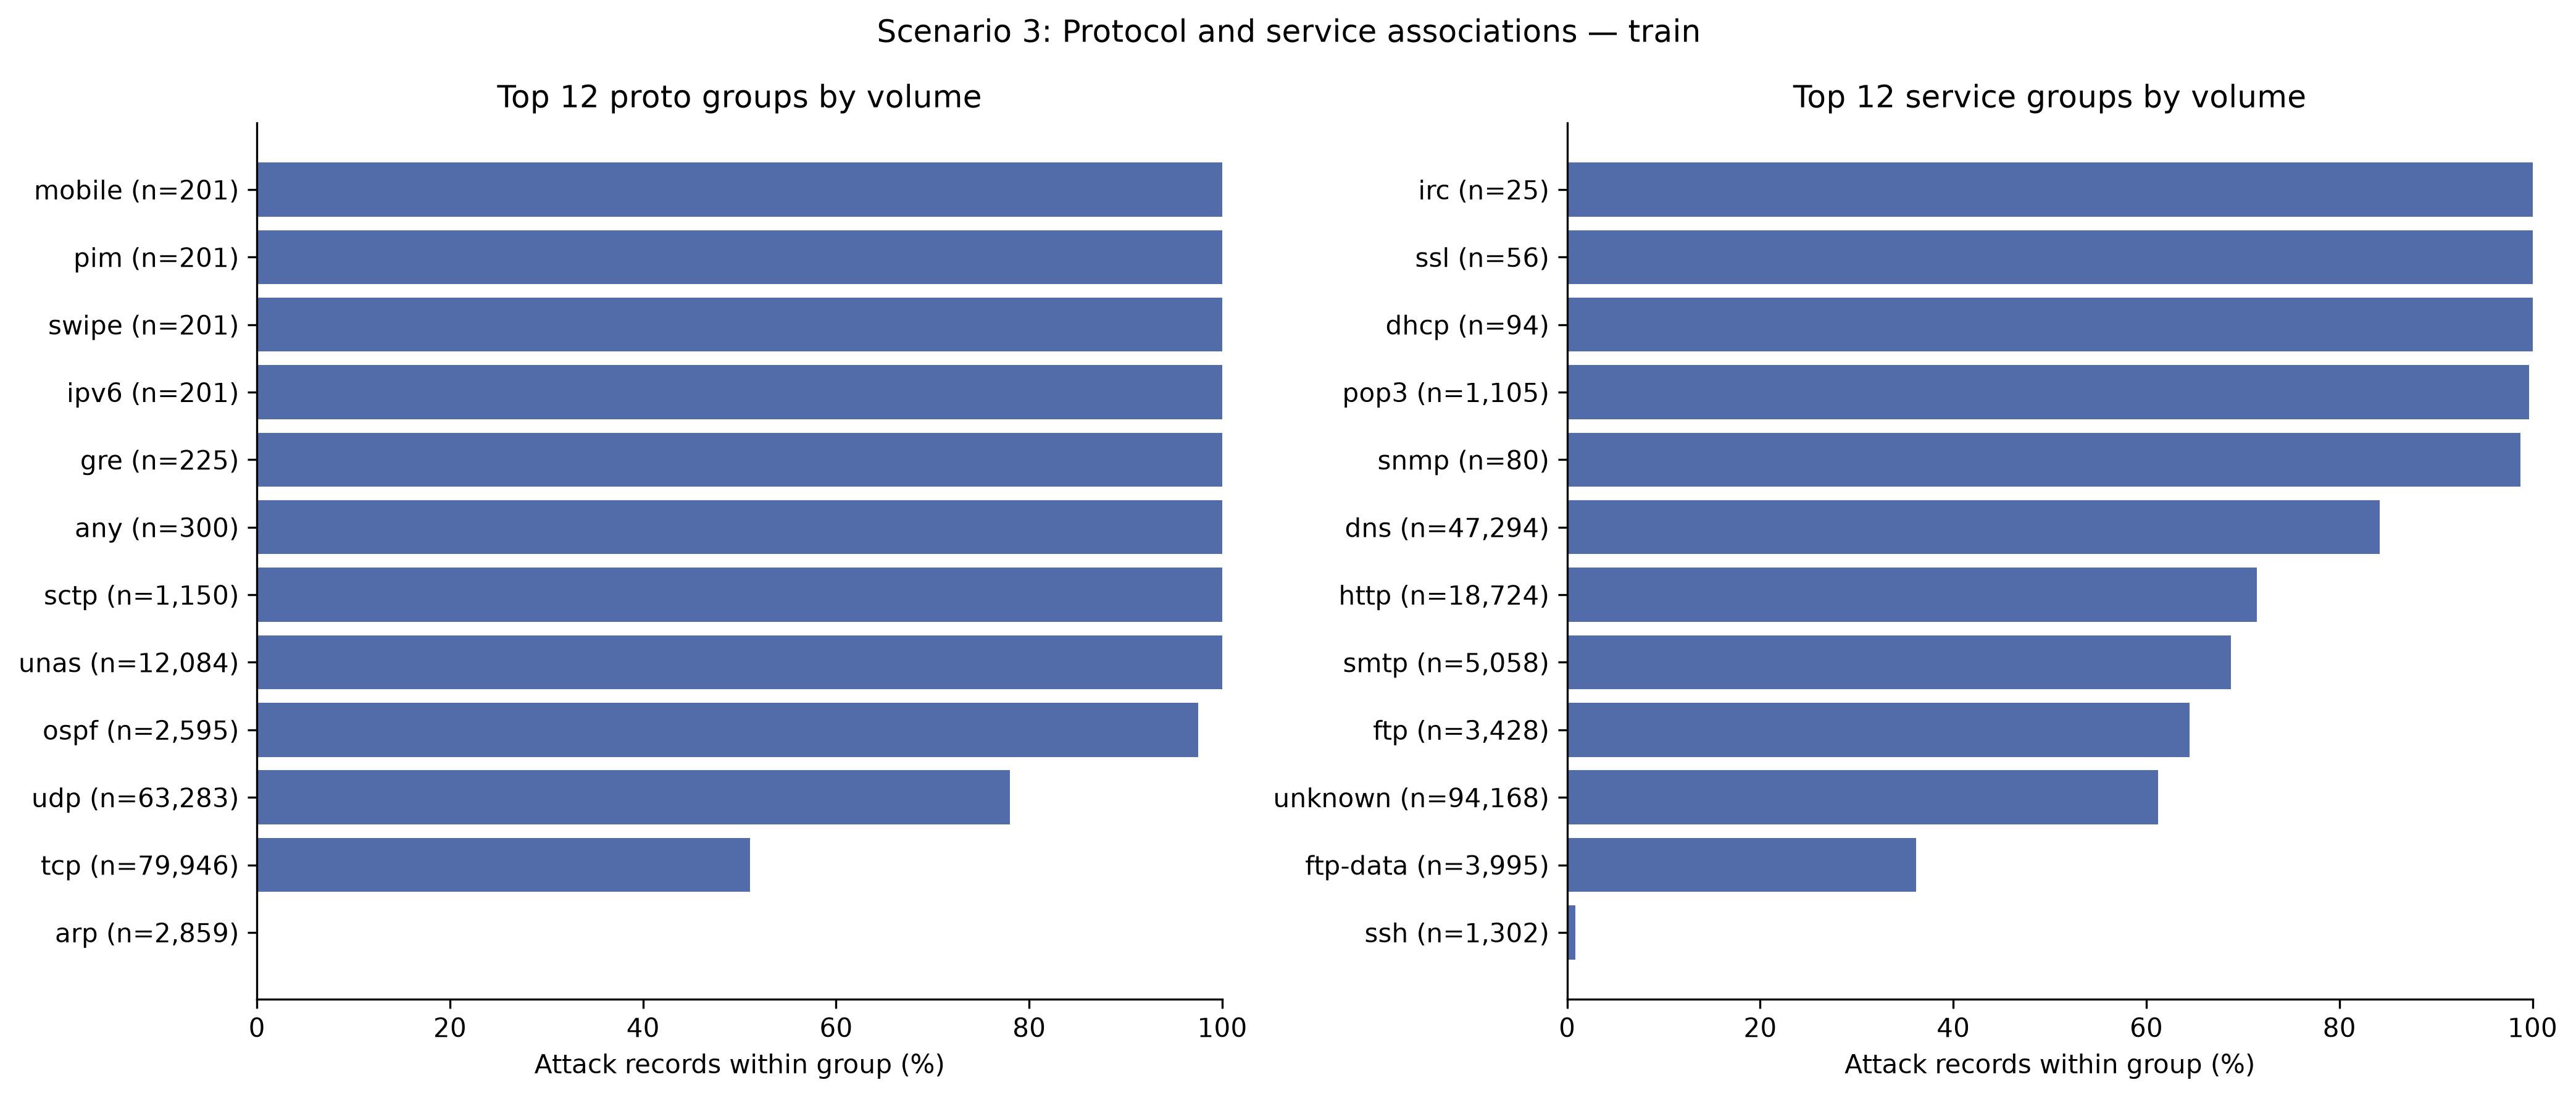 Scenario 3: Protocol and service associations — train
Top 12 proto groups by volume
mobile (n=201)
pim (n=201)
swipe (n=201)
ipv6 (n=201)
gre (n=225)
any (n=300)
sctp (n=1,150)
unas (n=12,084)
ospf (n=2,595)
udp (n=63,283)
tcp (n=79,946)
arp (n=2,859)
0 20 40 60 80 100
Attack records within group (%)
Top 12 service groups by volume
irc (n=25)
ssl (n=56)
dhcp (n=94)
pop3 (n=1,105)
snmp (n=80)
dns (n=47,294)
http (n=18,724)
smtp (n=5,058)
ftp (n=3,428)
unknown (n=94,168)
ftp-data (n=3,995)
ssh (n=1,302)
0 20 40 60 80 100
Attack records within group (%)